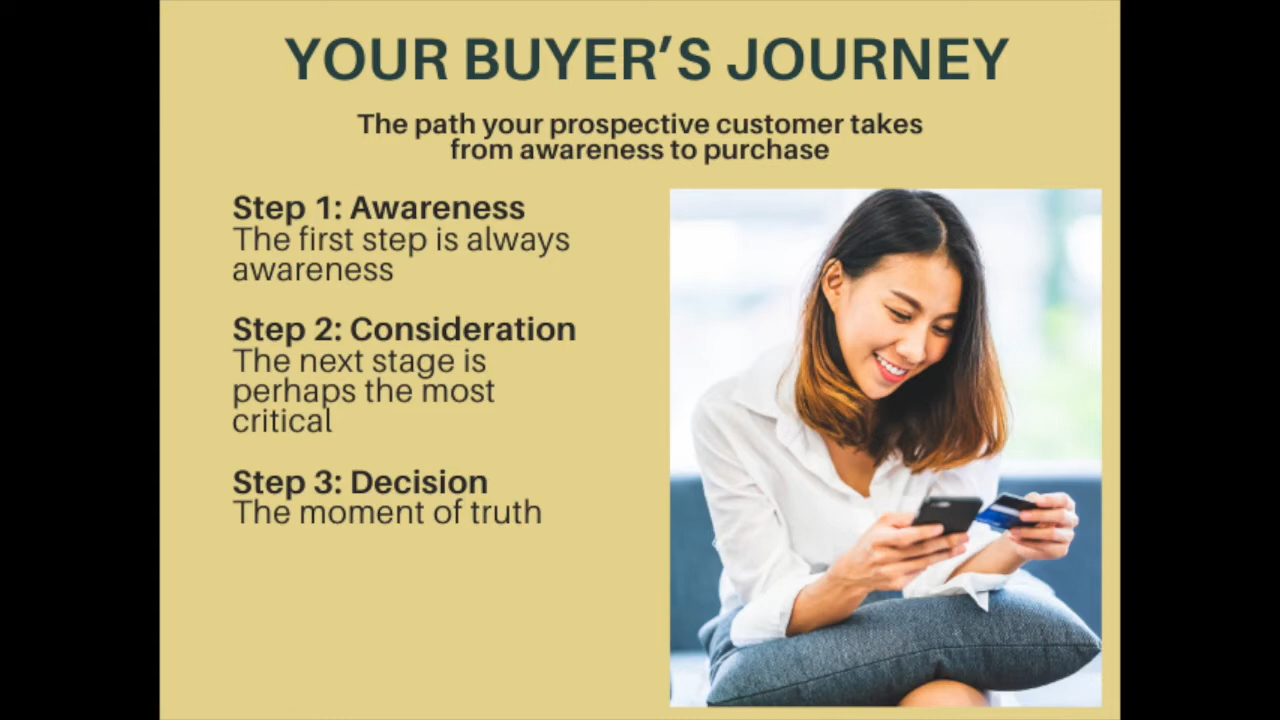 YOUR BUYER’S JOURNEY
The path your prospective customer takes
from awareness to purchase
Step 1: Awareness
The first step is always
awareness
Step 2: Consideration
The next stage is
perhaps the most
critical
Step 3: Decision
The moment of truth